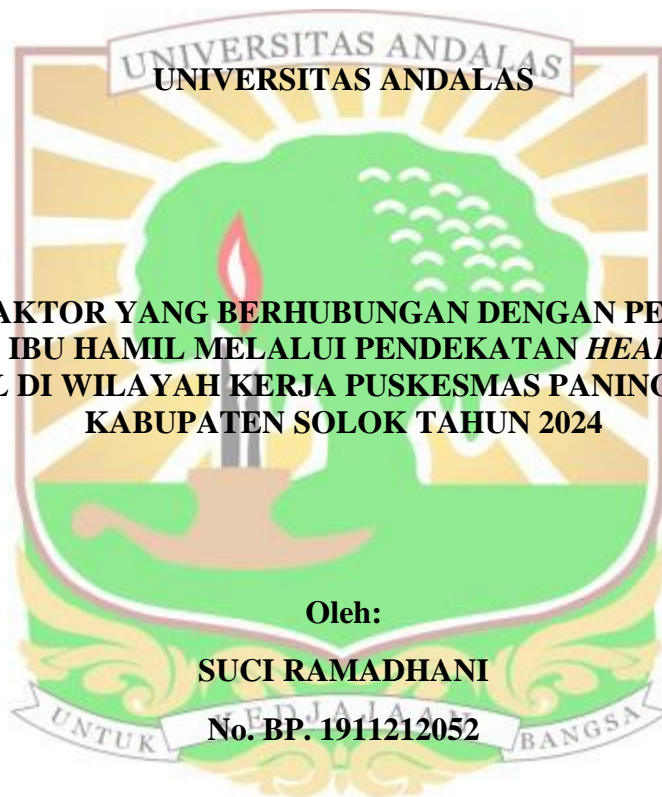 UNIVERSITAS ANDALAS
UNIVERSITAS ANDALAS
AKTOR YANG BERHUBUNGAN DENGAN PE
IBU HAMIL MELALUI PENDEKATAN HEAL
L DI WILAYAH KERJA PUSKESMAS PANING
KABUPATEN SOLOK TAHUN 2024
Oleh:
SUCI RAMADHANI
No. BP. 1911212052
UNTUK KEDJAJAAN BANGSA